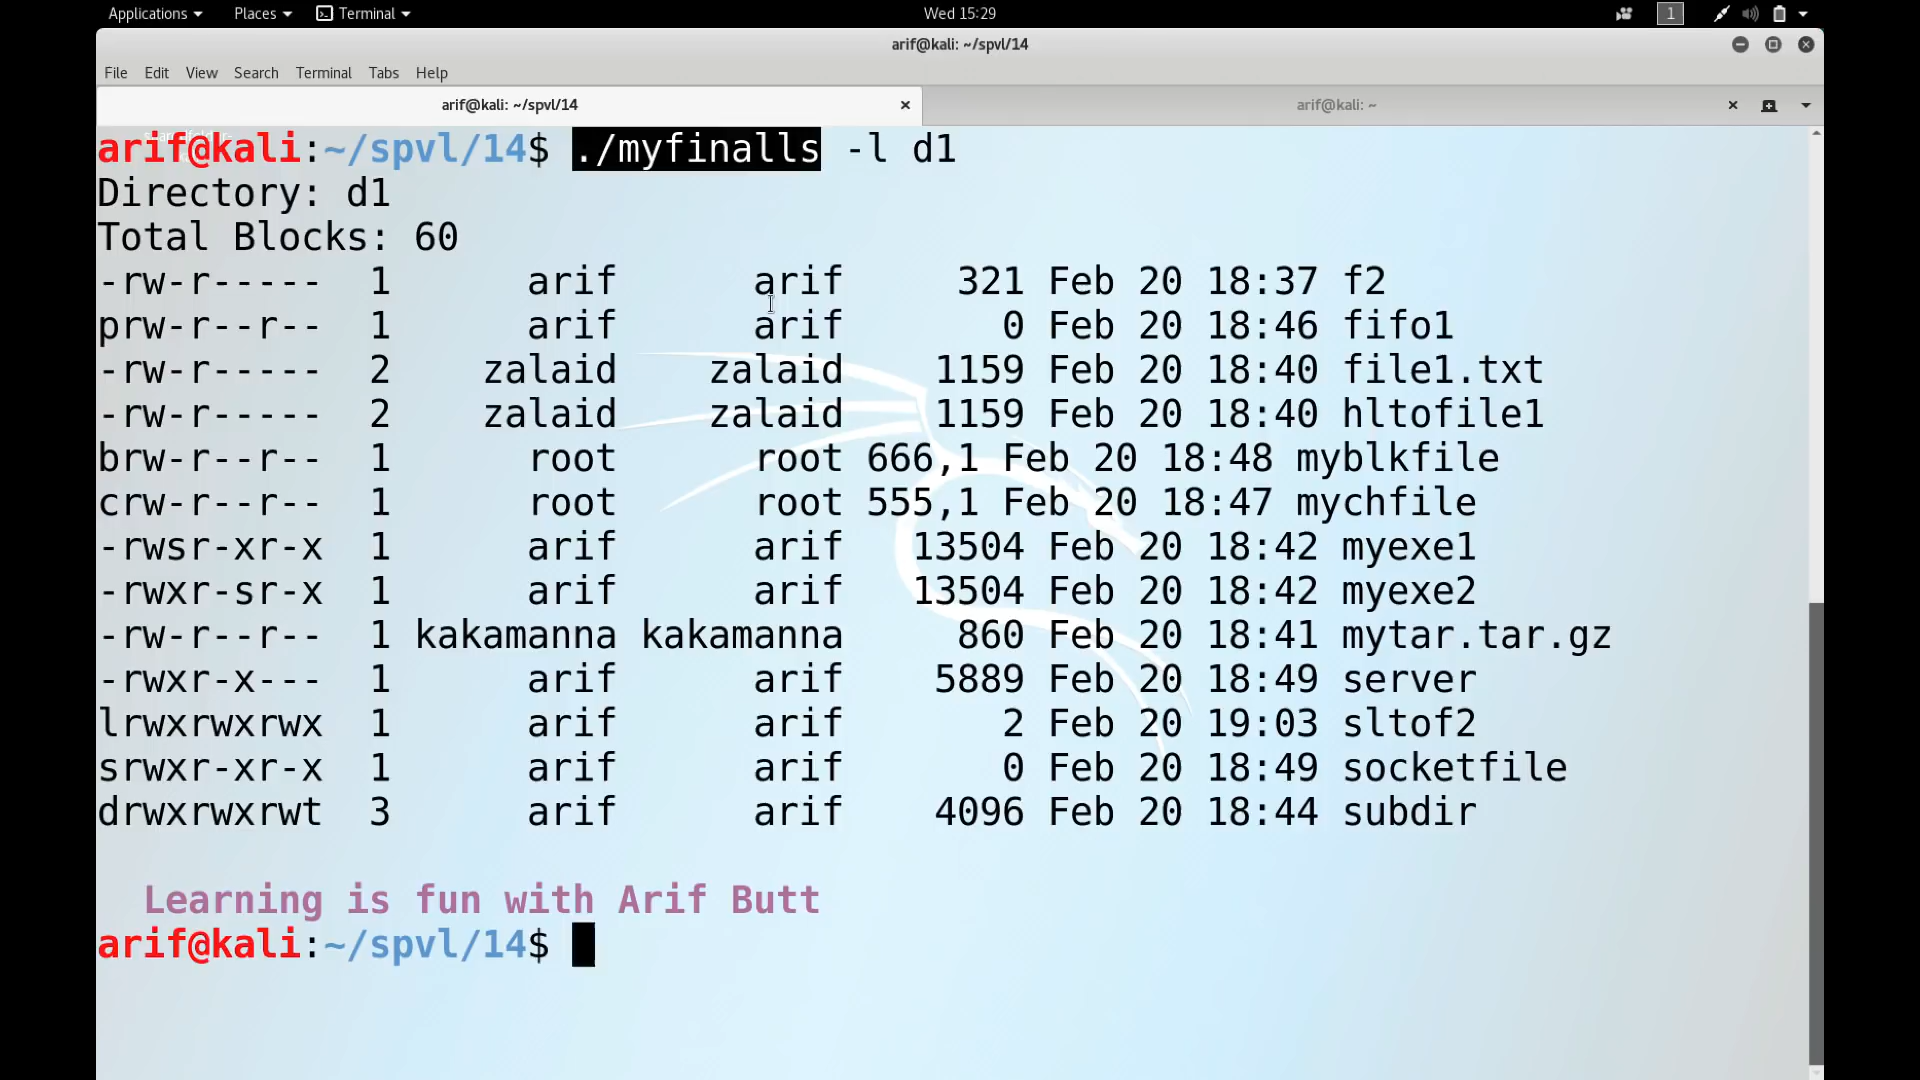 Applications Places Terminal Wed 15:29 1
arif@kali: ~/spvl/14
File Edit View Search Terminal Tabs Help
arif@kali: ~/spvl/14 arif@kali: ~
arif@kali:~/spvl/14$ ./myfinalls -l d1
Directory: d1
Total Blocks: 60
-rw-r----- 1 arif arif 321 Feb 20 18:37 f2
prw-r--r-- 1 arif arif 0 Feb 20 18:46 fifo1
-rw-r----- 2 zalaid zalaid 1159 Feb 20 18:40 file1.txt
-rw-r----- 2 zalaid zalaid 1159 Feb 20 18:40 hltofile1
brw-r--r-- 1 root root 666,1 Feb 20 18:48 myblkfile
crw-r--r-- 1 root root 555,1 Feb 20 18:47 mychfile
-rwsr-xr-x 1 arif arif 13504 Feb 20 18:42 myexe1
-rwxr-sr-x 1 arif arif 13504 Feb 20 18:42 myexe2
-rw-r--r-- 1 kakamanna kakamanna 860 Feb 20 18:41 mytar.tar.gz
-rwxr-x--- 1 arif arif 5889 Feb 20 18:49 server
lrwxrwxrwx 1 arif arif 2 Feb 20 19:03 sltof2
srwxr-xr-x 1 arif arif 0 Feb 20 18:49 socketfile
drwxrwxrwt 3 arif arif 4096 Feb 20 18:44 subdir
Learning is fun with Arif Butt
arif@kali:~/spvl/14$